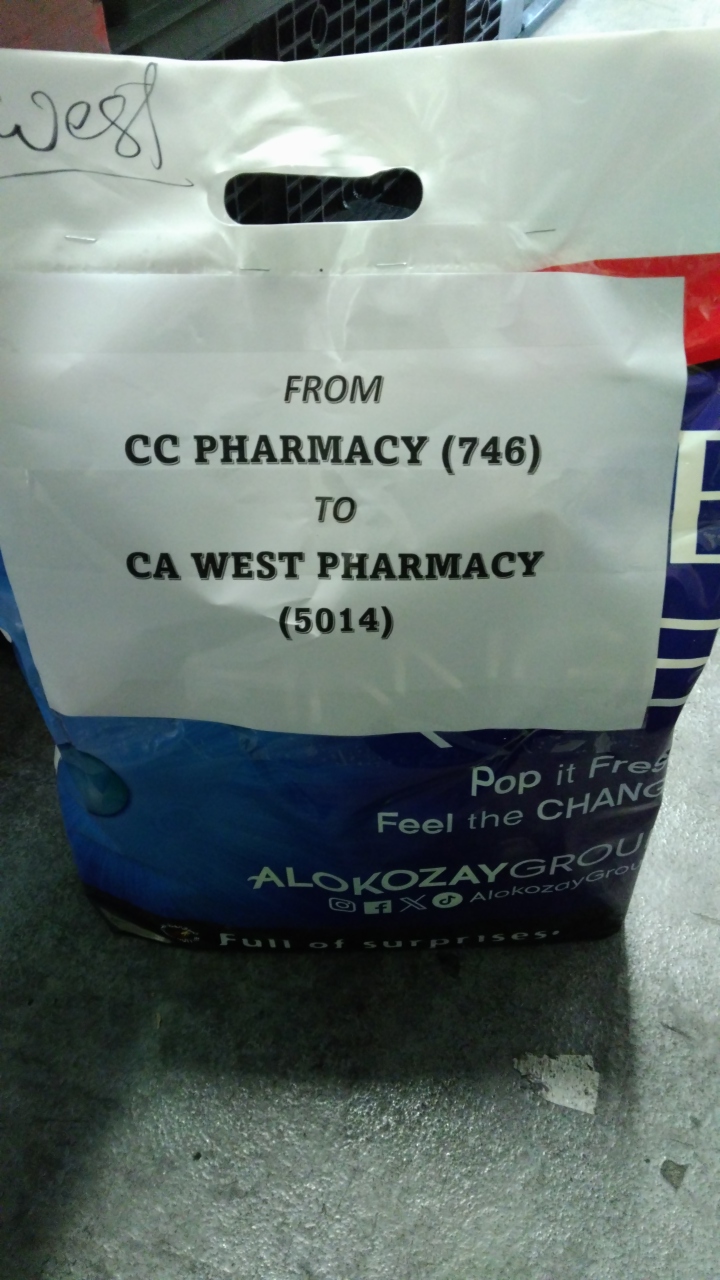 west
FROM
CC PHARMACY (746)
TO
CA WEST PHARMACY
(5014)
E
Pop it Fres
Feel the CHANG
ALOKOZAYGROU
AlokozayGrou
Full of surprises.